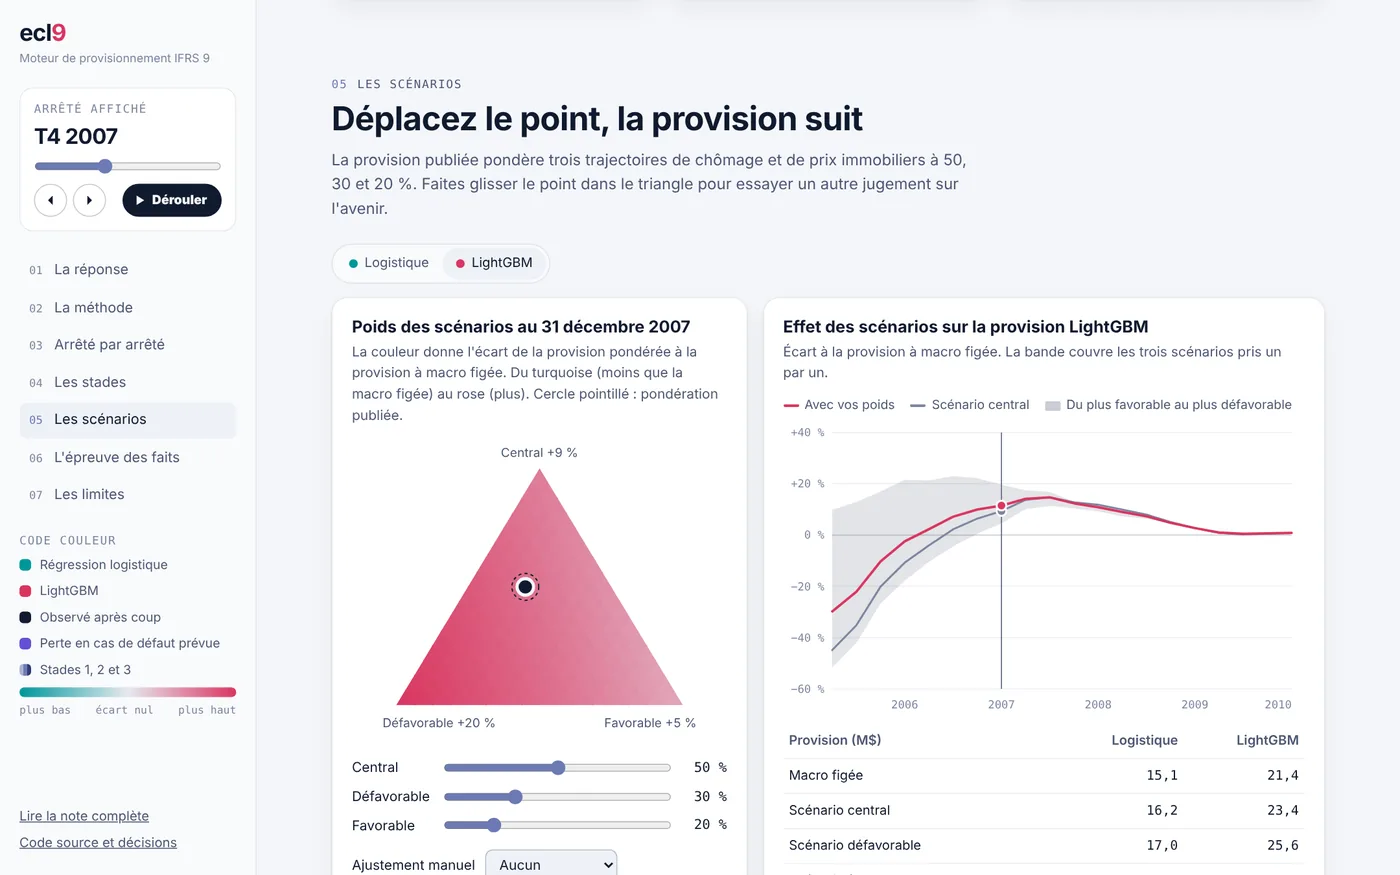 ecl9
Moteur de provisionnement IFRS 9
ARRÊTÉ AFFICHÉ
T4 2007
Dérouler
01 La réponse
02 La méthode
03 Arrêté par arrêté
04 Les stades
05 Les scénarios
06 L'épreuve des faits
07 Les limites
CODE COULEUR
Régression logistique
LightGBM
Observé après coup
Perte en cas de défaut prévue
Stades 1, 2 et 3
plus bas écart nul plus haut
Lire la note complète
Code source et décisions
05 LES SCÉNARIOS
Déplacez le point, la provision suit
La provision publiée pondère trois trajectoires de chômage et de prix immobiliers à 50,
30 et 20 %. Faites glisser le point dans le triangle pour essayer un autre jugement sur
l'avenir.
Logistique LightGBM
Poids des scénarios au 31 décembre 2007
La couleur donne l'écart de la provision pondérée à la
provision à macro figée. Du turquoise (moins que la
macro figée) au rose (plus). Cercle pointillé : pondération
publiée.
Central +9 %
Défavorable +20 % Favorable +5 %
Central 50 %
Défavorable 30 %
Favorable 20 %
Ajustement manuel Aucun
Effet des scénarios sur la provision LightGBM
Écart à la provision à macro figée. La bande couvre les trois scénarios pris un
par un.
Avec vos poids Scénario central Du plus favorable au plus défavorable
+40 %
+20 %
0 %
−20 %
−40 %
−60 %
2006 2007 2008 2009 2010
Provision (M$) Logistique LightGBM
Macro figée 15,1 21,4
Scénario central 16,2 23,4
Scénario défavorable 17,0 25,6